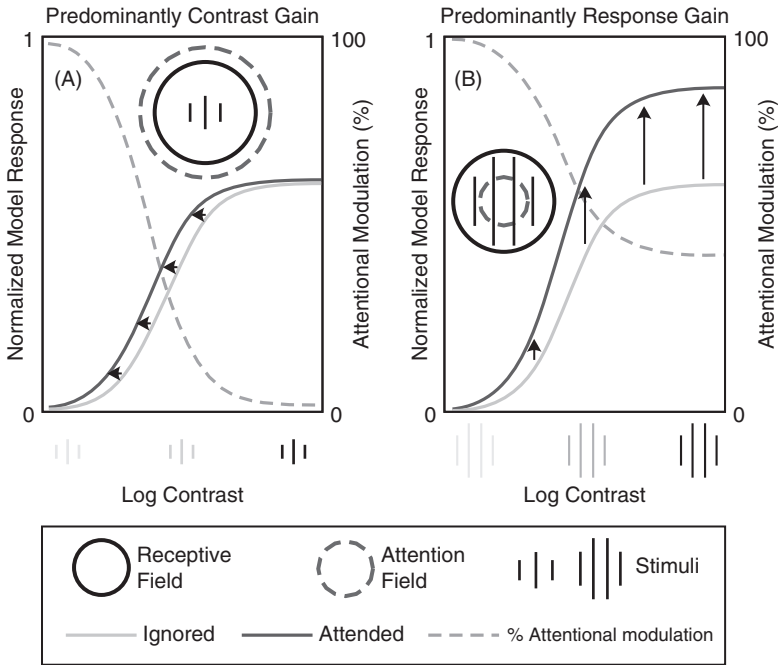 Predominantly Contrast Gain
Predominantly Response Gain
1
100
(A)
Normalized Model Response
Attentional Modulation (%)
0
0
Log Contrast
1
100
(B)
Normalized Model Response
Attentional Modulation (%)
0
0
Log Contrast
Receptive
Field
Attention
Field
Stimuli
Ignored
Attended
% Attentional modulation